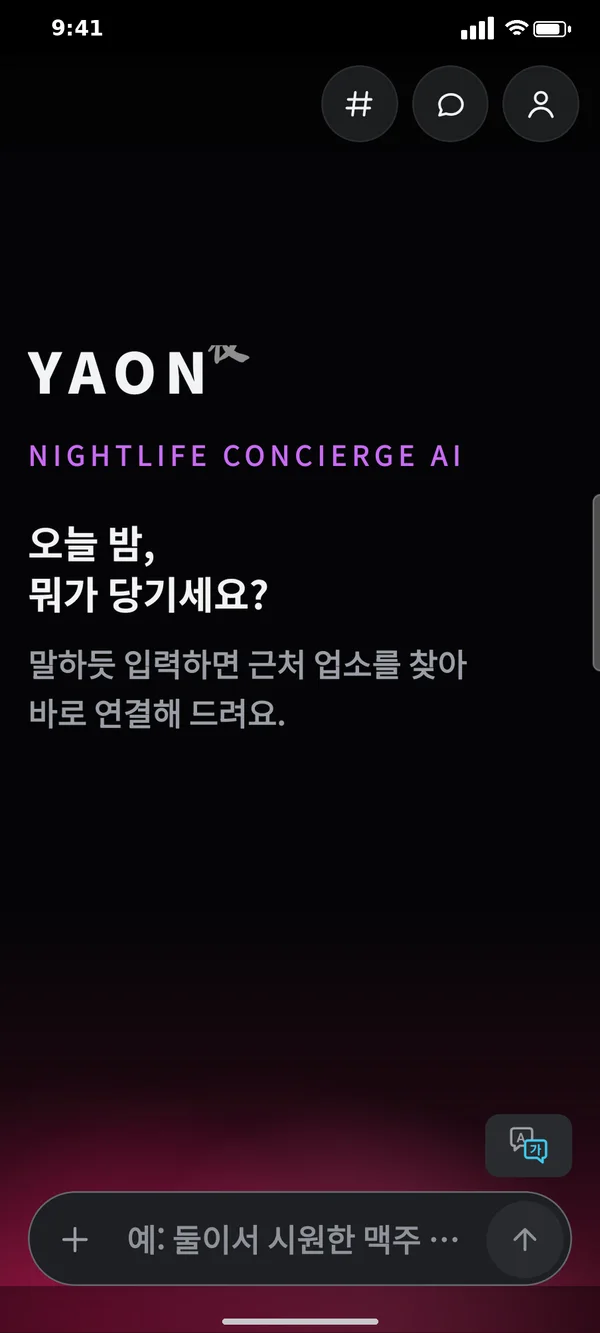 9:41
YAON
NIGHTLIFE CONCIERGE AI
오늘 밤,
뭐가 당기세요?
말하듯 입력하면 근처 업소를 찾아
바로 연결해 드려요.
A 가
예: 둘이서 시원한 맥주 ···